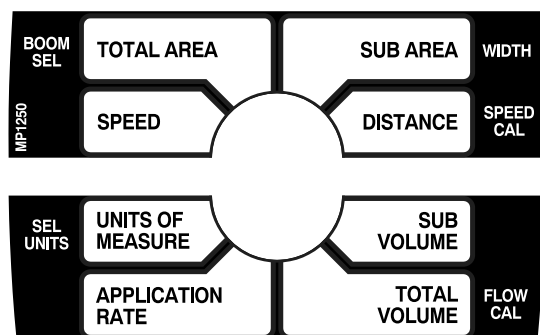 BOOM
SEL
TOTAL AREA
SUB AREA
WIDTH
MP1250
SPEED
DISTANCE
SPEED
CAL
SEL
UNITS
UNITS OF
MEASURE
SUB
VOLUME
APPLICATION
RATE
TOTAL
VOLUME
FLOW
CAL